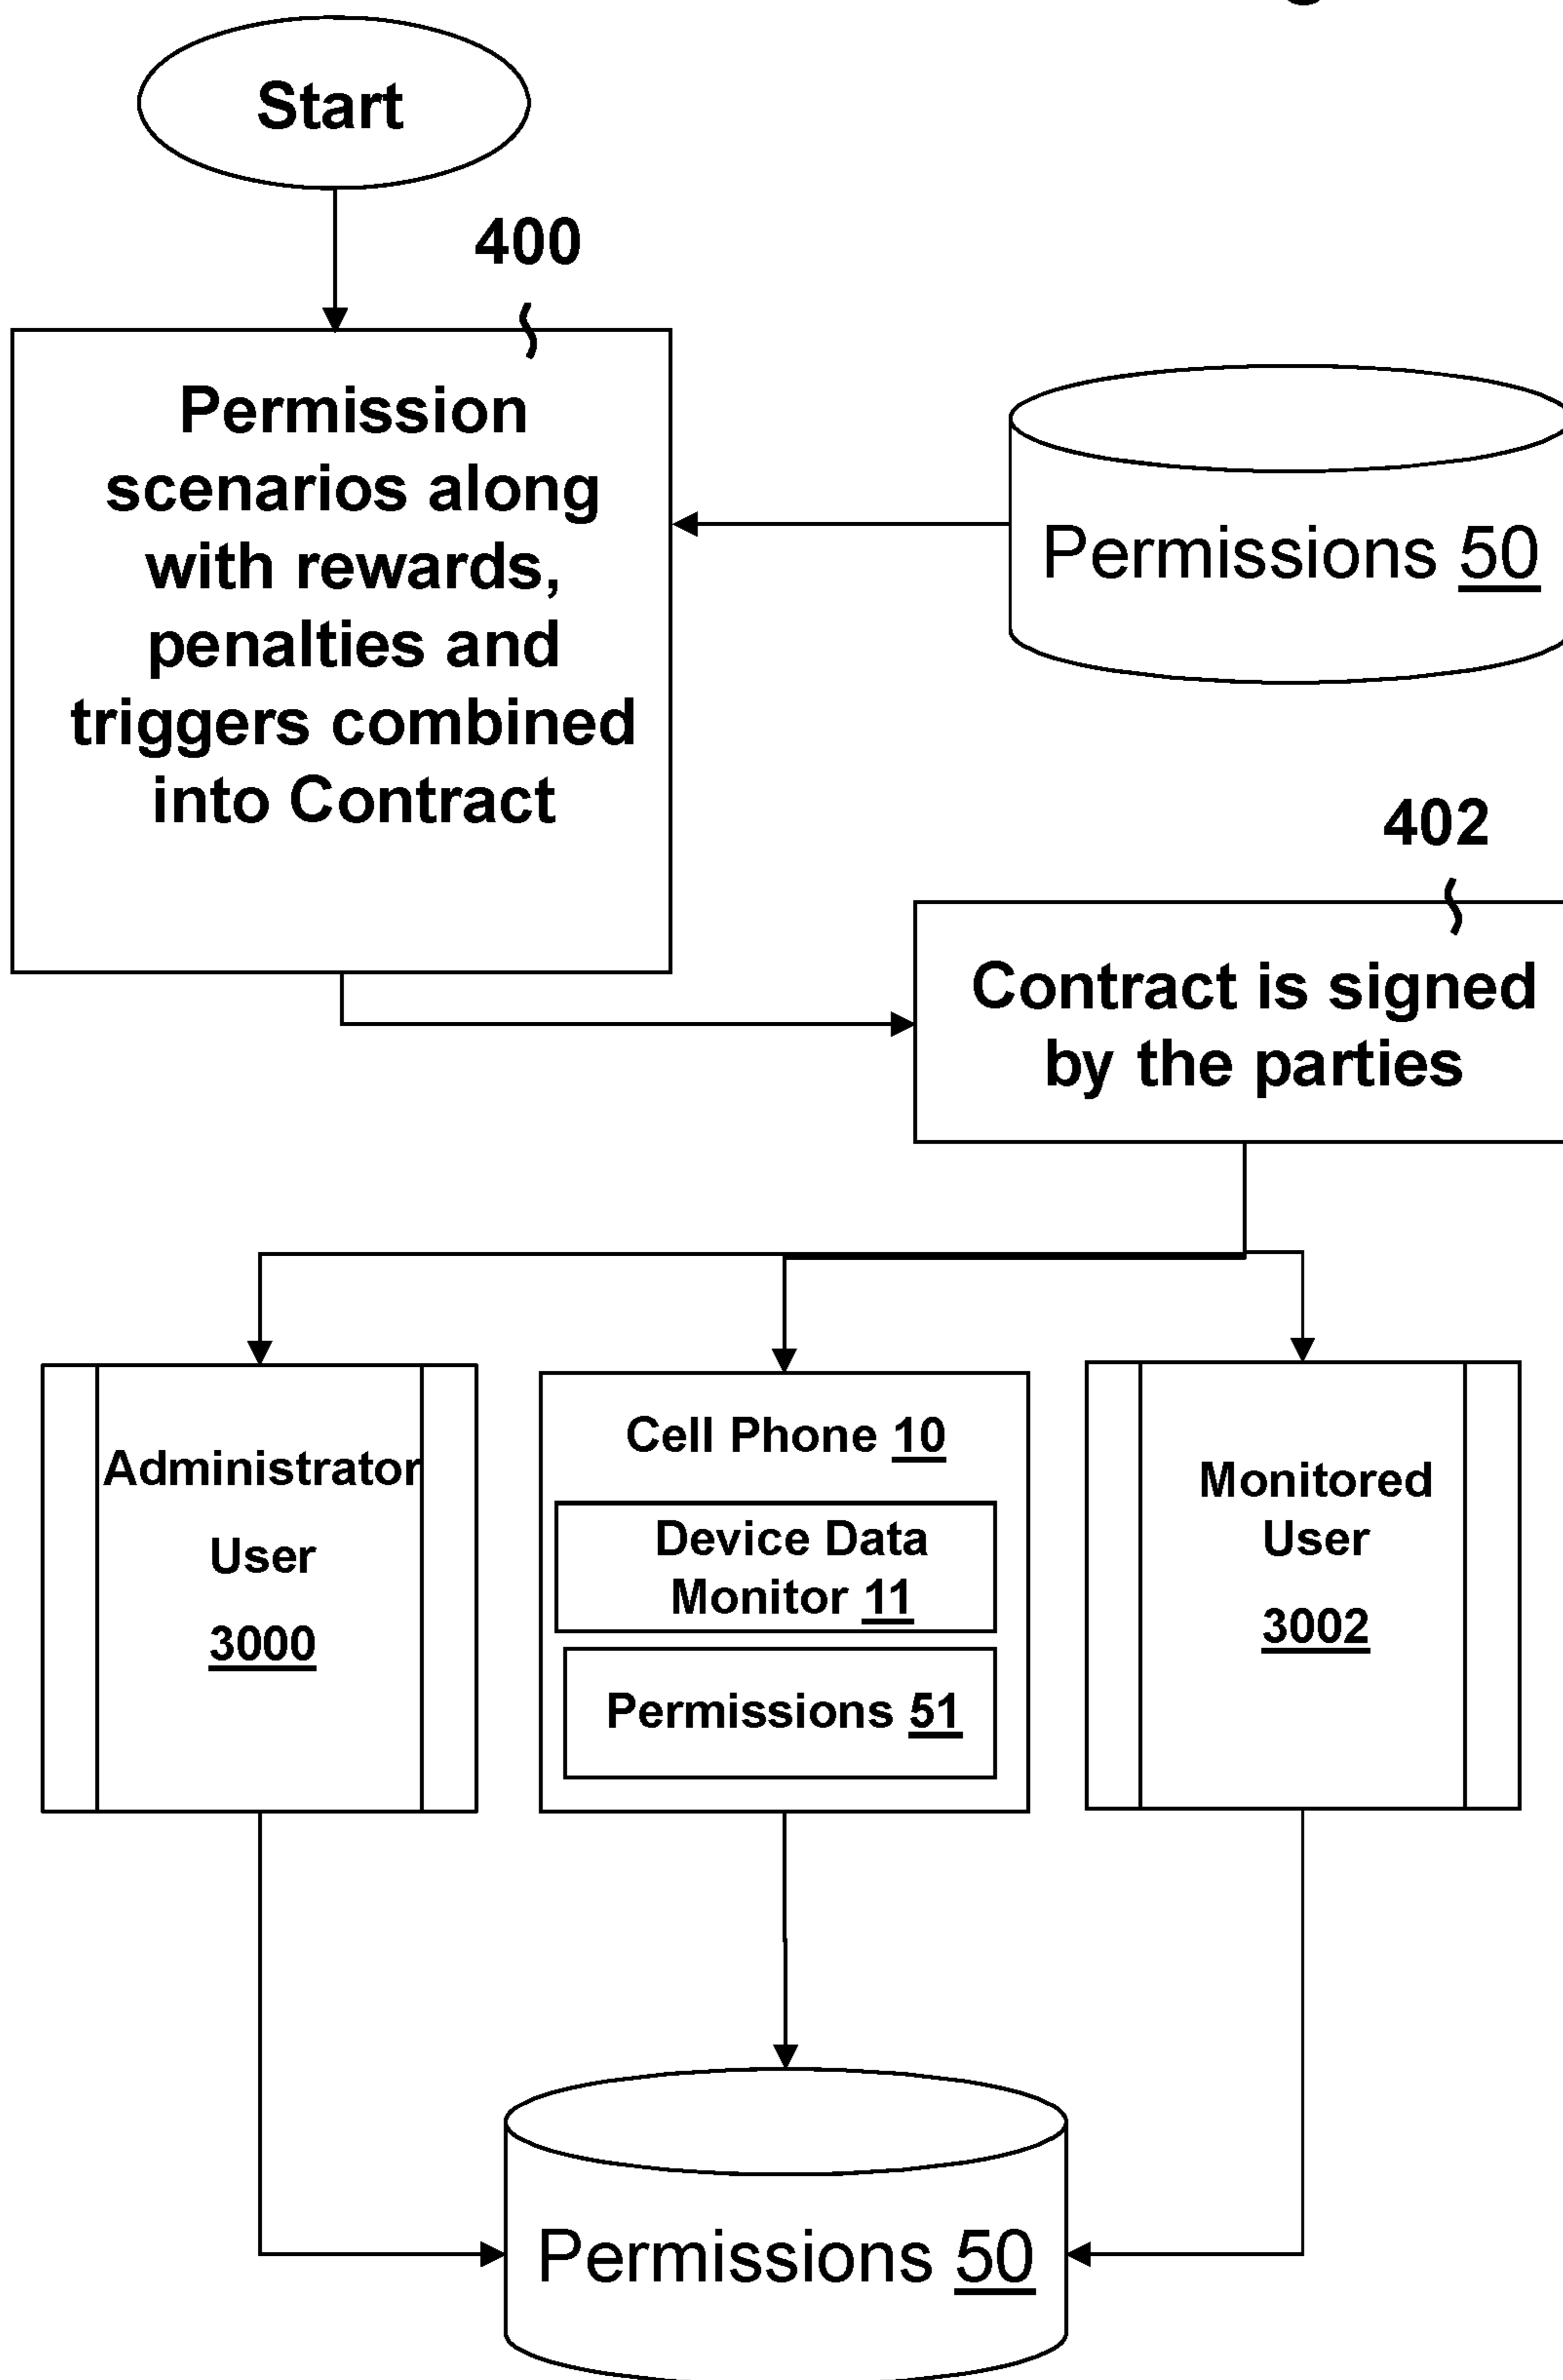 Start
400
Permission
scenarios along
with rewards,
penalties and
triggers combined
into Contract
Permissions 50
402
Contract is signed
by the parties
Administrator
User
3000
Cell Phone 10
Device Data
Monitor 11
Permissions 51
Monitored
User
3002
Permissions 50